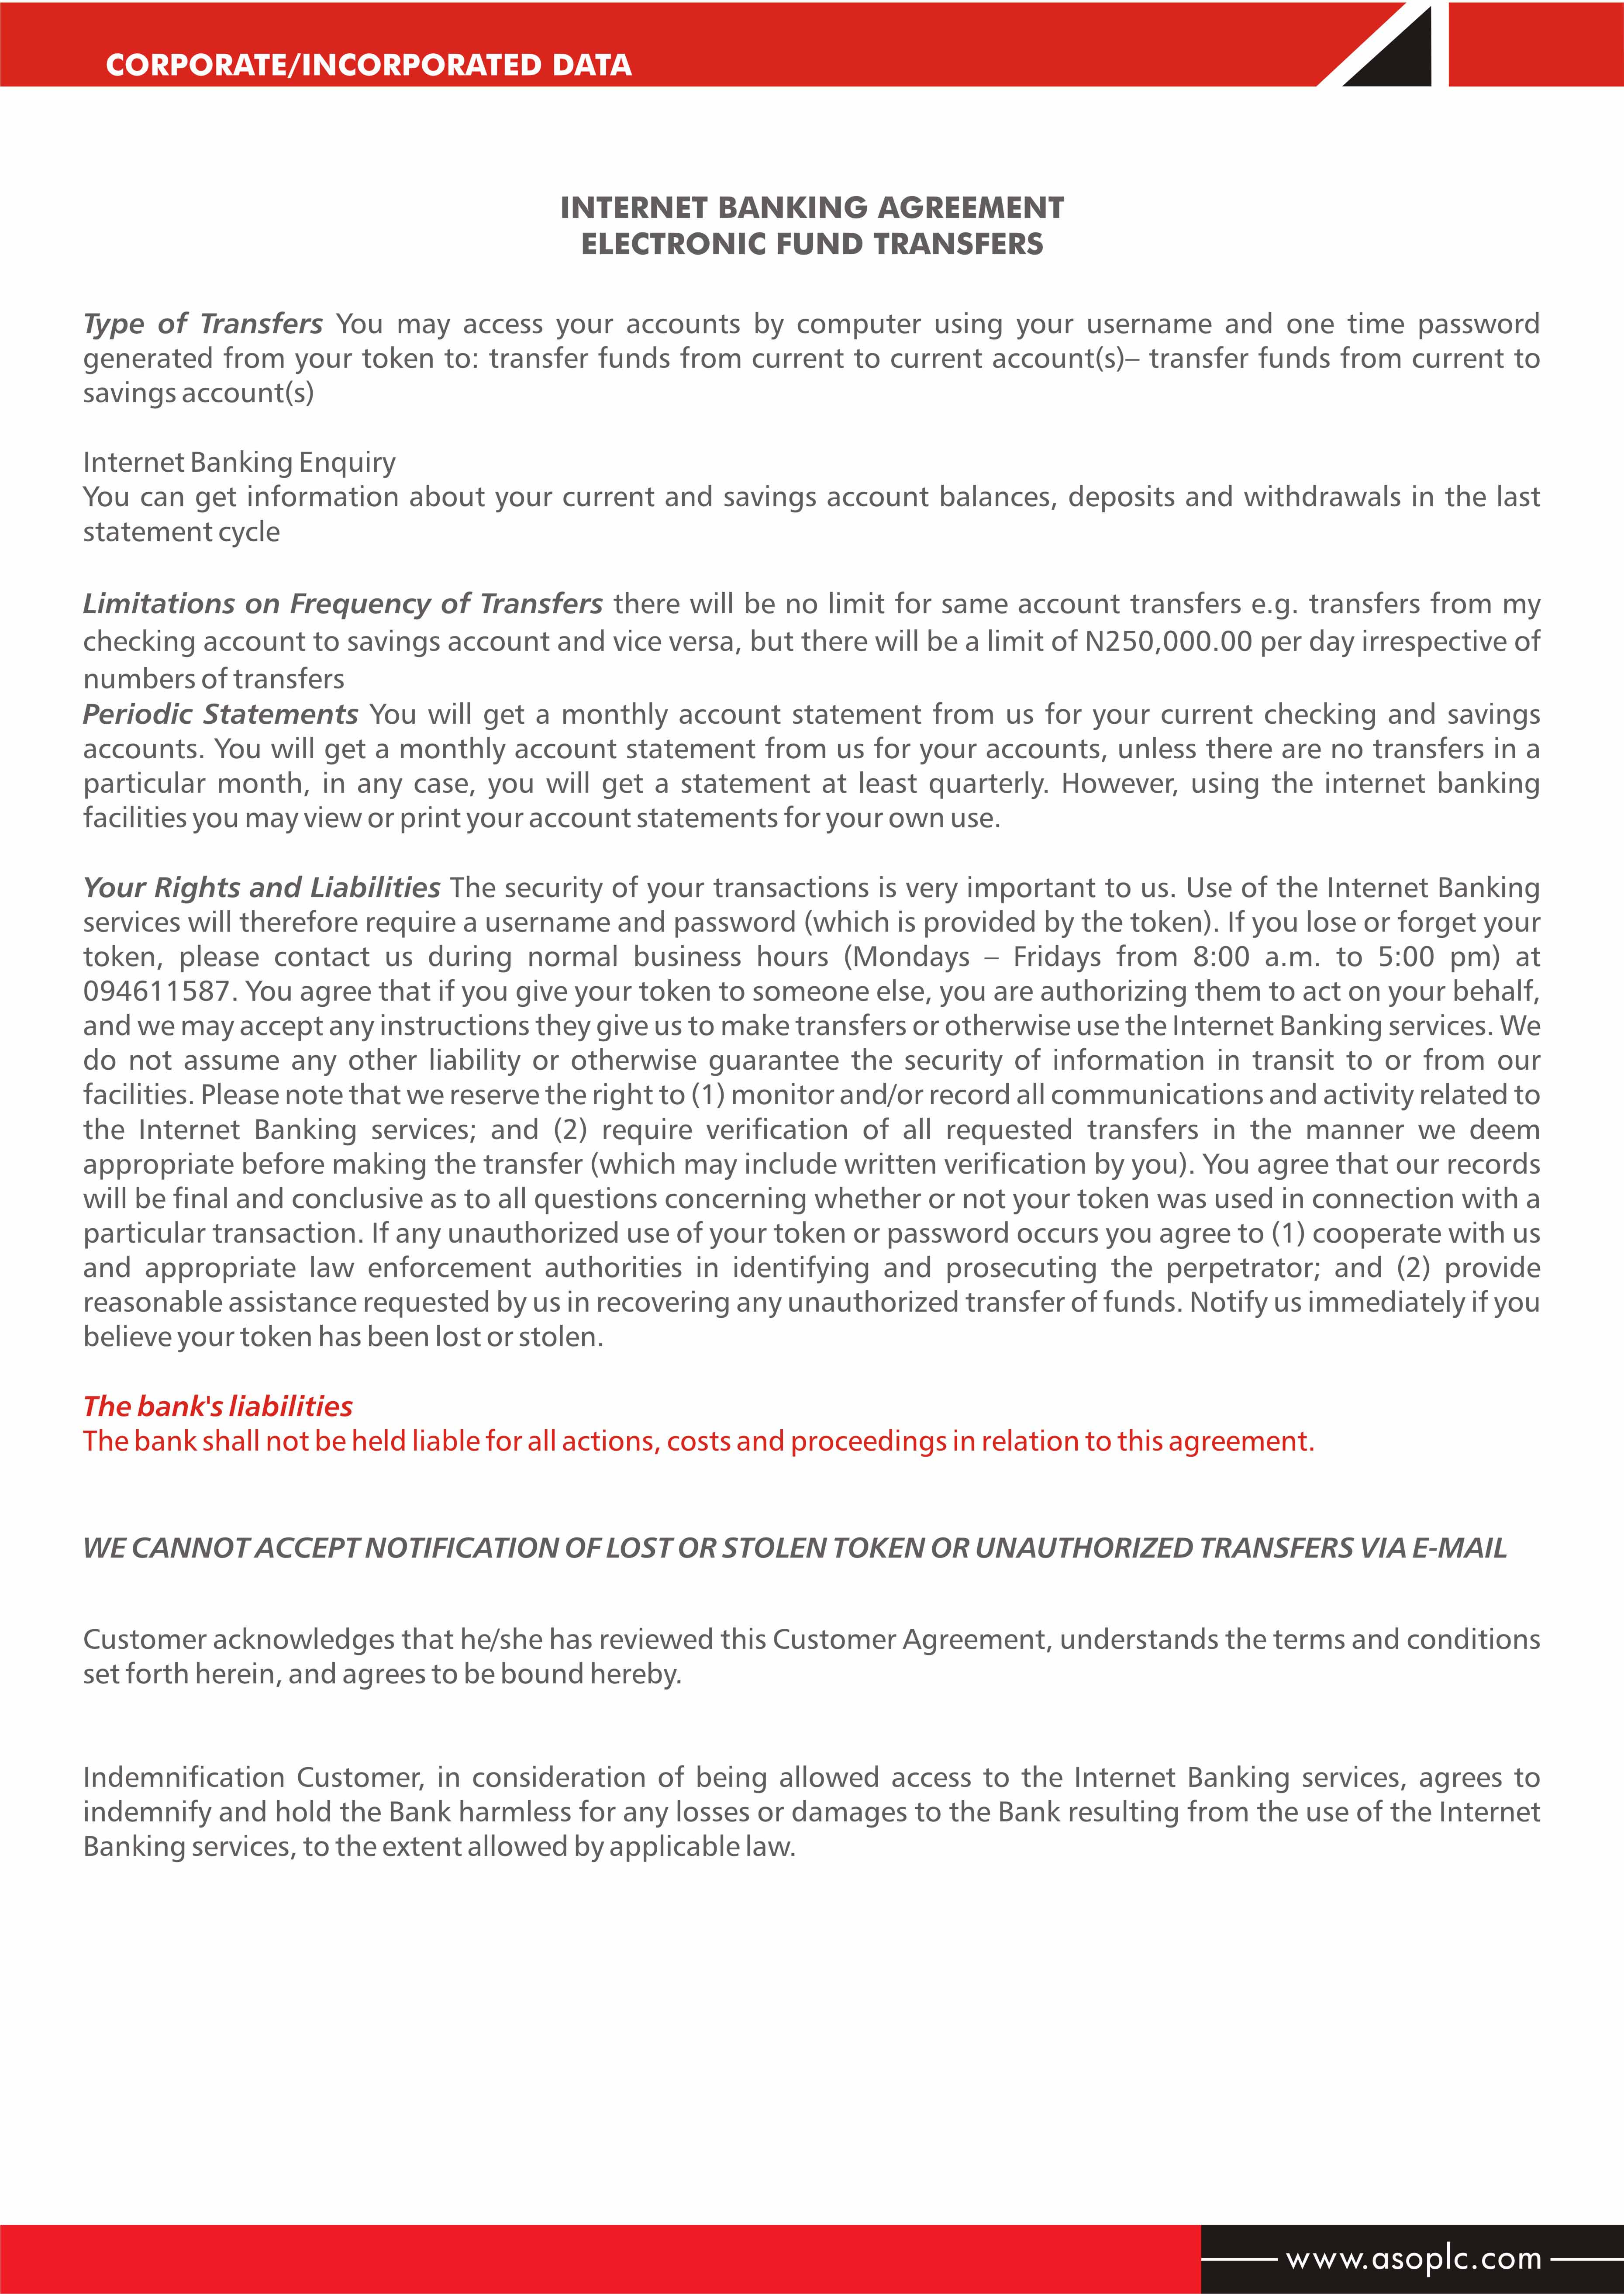 CORPORATE/INCORPORATED DATA
INTERNET BANKING AGREEMENT
ELECTRONIC FUND TRANSFERS
Type of Transfers You may access your accounts by computer using your username and one time password
generated from your token to: transfer funds from current to current account(s)– transfer funds from current to
savings account(s)
Internet Banking Enquiry
You can get information about your current and savings account balances, deposits and withdrawals in the last
statement cycle
Limitations on Frequency of Transfers there will be no limit for same account transfers e.g. transfers from my
checking account to savings account and vice versa, but there will be a limit of N250,000.00 per day irrespective of
numbers of transfers
Periodic Statements You will get a monthly account statement from us for your current checking and savings
accounts. You will get a monthly account statement from us for your accounts, unless there are no transfers in a
particular month, in any case, you will get a statement at least quarterly. However, using the internet banking
facilities you may view or print your account statements for your own use.
Your Rights and Liabilities The security of your transactions is very important to us. Use of the Internet Banking
services will therefore require a username and password (which is provided by the token). If you lose or forget your
token, please contact us during normal business hours (Mondays – Fridays from 8:00 a.m. to 5:00 pm) at
094611587. You agree that if you give your token to someone else, you are authorizing them to act on your behalf,
and we may accept any instructions they give us to make transfers or otherwise use the Internet Banking services. We
do not assume any other liability or otherwise guarantee the security of information in transit to or from our
facilities. Please note that we reserve the right to (1) monitor and/or record all communications and activity related to
the Internet Banking services; and (2) require verification of all requested transfers in the manner we deem
appropriate before making the transfer (which may include written verification by you). You agree that our records
will be final and conclusive as to all questions concerning whether or not your token was used in connection with a
particular transaction. If any unauthorized use of your token or password occurs you agree to (1) cooperate with us
and appropriate law enforcement authorities in identifying and prosecuting the perpetrator; and (2) provide
reasonable assistance requested by us in recovering any unauthorized transfer of funds. Notify us immediately if you
believe your token has been lost or stolen.
The bank's liabilities
The bank shall not be held liable for all actions, costs and proceedings in relation to this agreement.
WE CANNOT ACCEPT NOTIFICATION OF LOST OR STOLEN TOKEN OR UNAUTHORIZED TRANSFERS VIA E-MAIL
Customer acknowledges that he/she has reviewed this Customer Agreement, understands the terms and conditions
set forth herein, and agrees to be bound hereby.
Indemnification Customer, in consideration of being allowed access to the Internet Banking services, agrees to
indemnify and hold the Bank harmless for any losses or damages to the Bank resulting from the use of the Internet
Banking services, to the extent allowed by applicable law.
www.asoplc.com